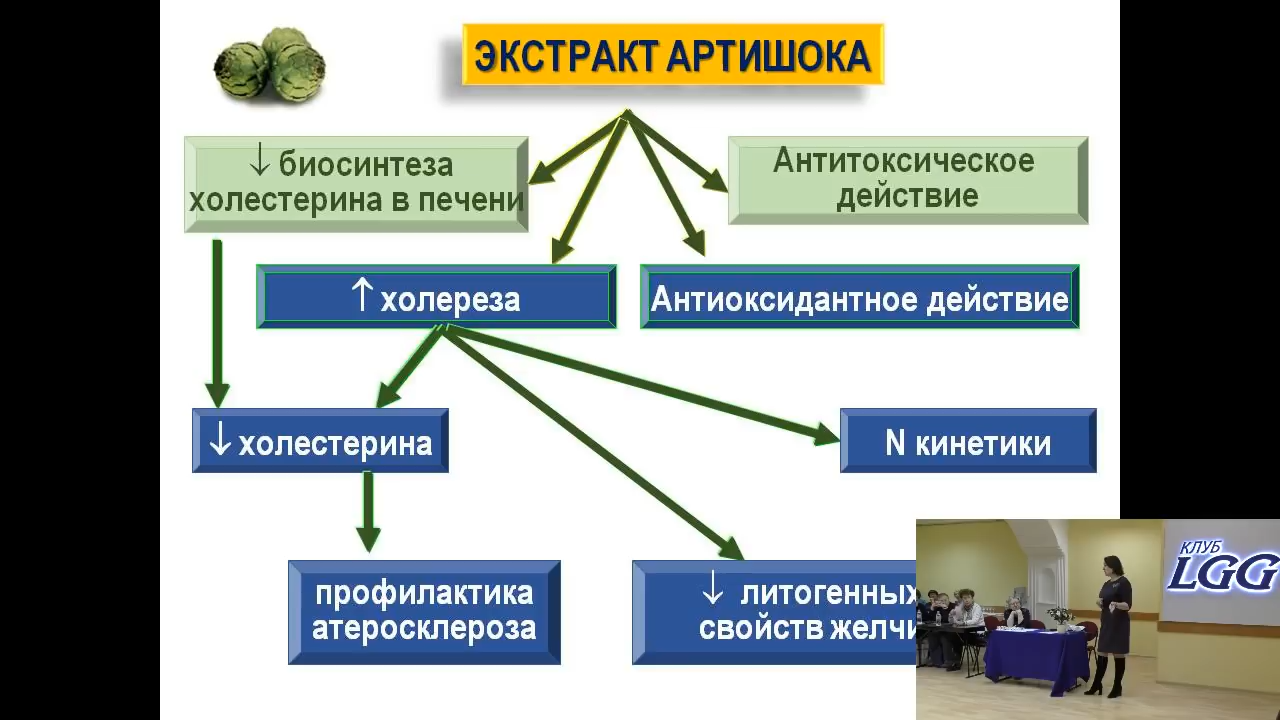 ЭКСТРАКТ АРТИШОКА
↓ биосинтеза
холестерина в печени
Антитоксическое
действие
↑ холереза
Антиоксидантное действие
↓ холестерина
N кинетики
профилактика
атеросклероза
↓ литогенных
свойств желчи
КЛУБ
LGG